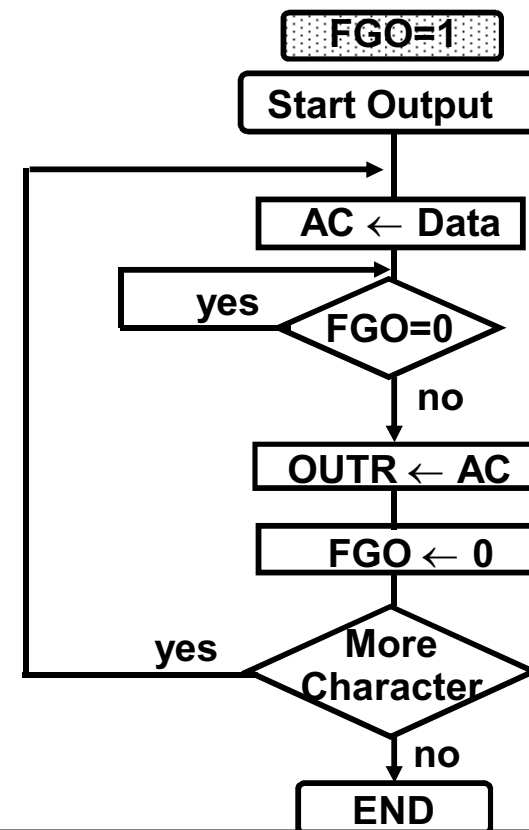 FGO=1
Start Output
AC ← Data
yes
FGO=0
no
OUTR ← AC
FGO ← 0
yes
More
Character
no
END